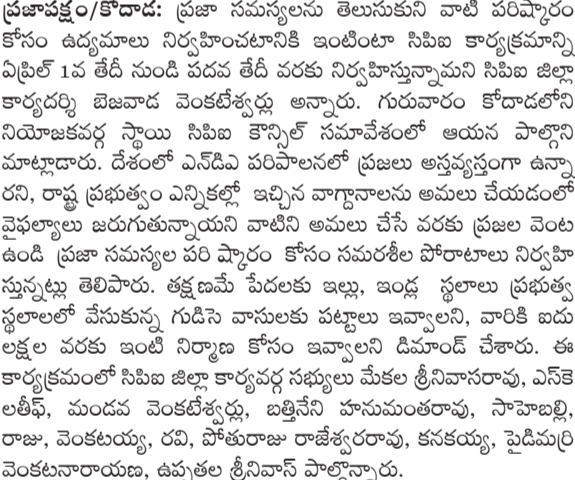 ప్రజాపక్షం/కోదాడ: ప్రజా సమస్యలను తెలుసుకుని వాటి పరిష్కారం
కోసం ఉద్యమాలు నిర్వహించటానికి ఇంటింటా సిపిఐ కార్యక్రమాన్ని
ఏప్రిల్ 1వ తేదీ నుండి పదవ తేదీ వరకు నిర్వహిస్తున్నామని సిపిఐ జిల్లా
కార్యదర్శి బెజవాడ వెంకటేశ్వర్లు అన్నారు. గురువారం కోదాడలోని
నియోజకవర్గ స్థాయి సిపిఐ కౌన్సిల్ సమావేశంలో ఆయన పాల్గొని
మాట్లాడారు. దేశంలో ఎన్‌డిఎ పరిపాలనలో ప్రజలు అస్తవ్యస్తంగా ఉన్నా
రని, రాష్ట్ర ప్రభుత్వం ఎన్నికల్లో ఇచ్చిన వాగ్దానాలను అమలు చేయడంలో
వైఫల్యాలు జరుగుతున్నాయని వాటిని అమలు చేసే వరకు ప్రజల వెంట
ఉండి ప్రజా సమస్యల పరి ష్కారం కోసం సమరశీల పోరాటాలు నిర్వహి
స్తున్నట్లు తెలిపారు. తక్షణమే పేదలకు ఇల్లు, ఇండ్ల స్థలాలు ప్రభుత్వ
స్థలాలలో వేసుకున్న గుడిసె వాసులకు పట్టాలు ఇవ్వాలని, వారికి ఐదు
లక్షల వరకు ఇంటి నిర్మాణ కోసం ఇవ్వాలని డిమాండ్ చేశారు. ఈ
కార్యక్రమంలో సిపిఐ జిల్లా కార్యవర్గ సభ్యులు మేకల శ్రీనివాసరావు, ఎస్‌కె
లతీఫ్, మండవ వెంకటేశ్వర్లు, బత్తినేని హనుమంతరావు, సాహెబల్లి,
రాజు, వెంకటయ్య, రవి, పోతురాజు రాజేశ్వరరావు, కనకయ్య, పైడిమర్రి
వెంకటనారాయణ, ఉప్పతల శ్రీనివాస్ పాల్గొన్నారు.